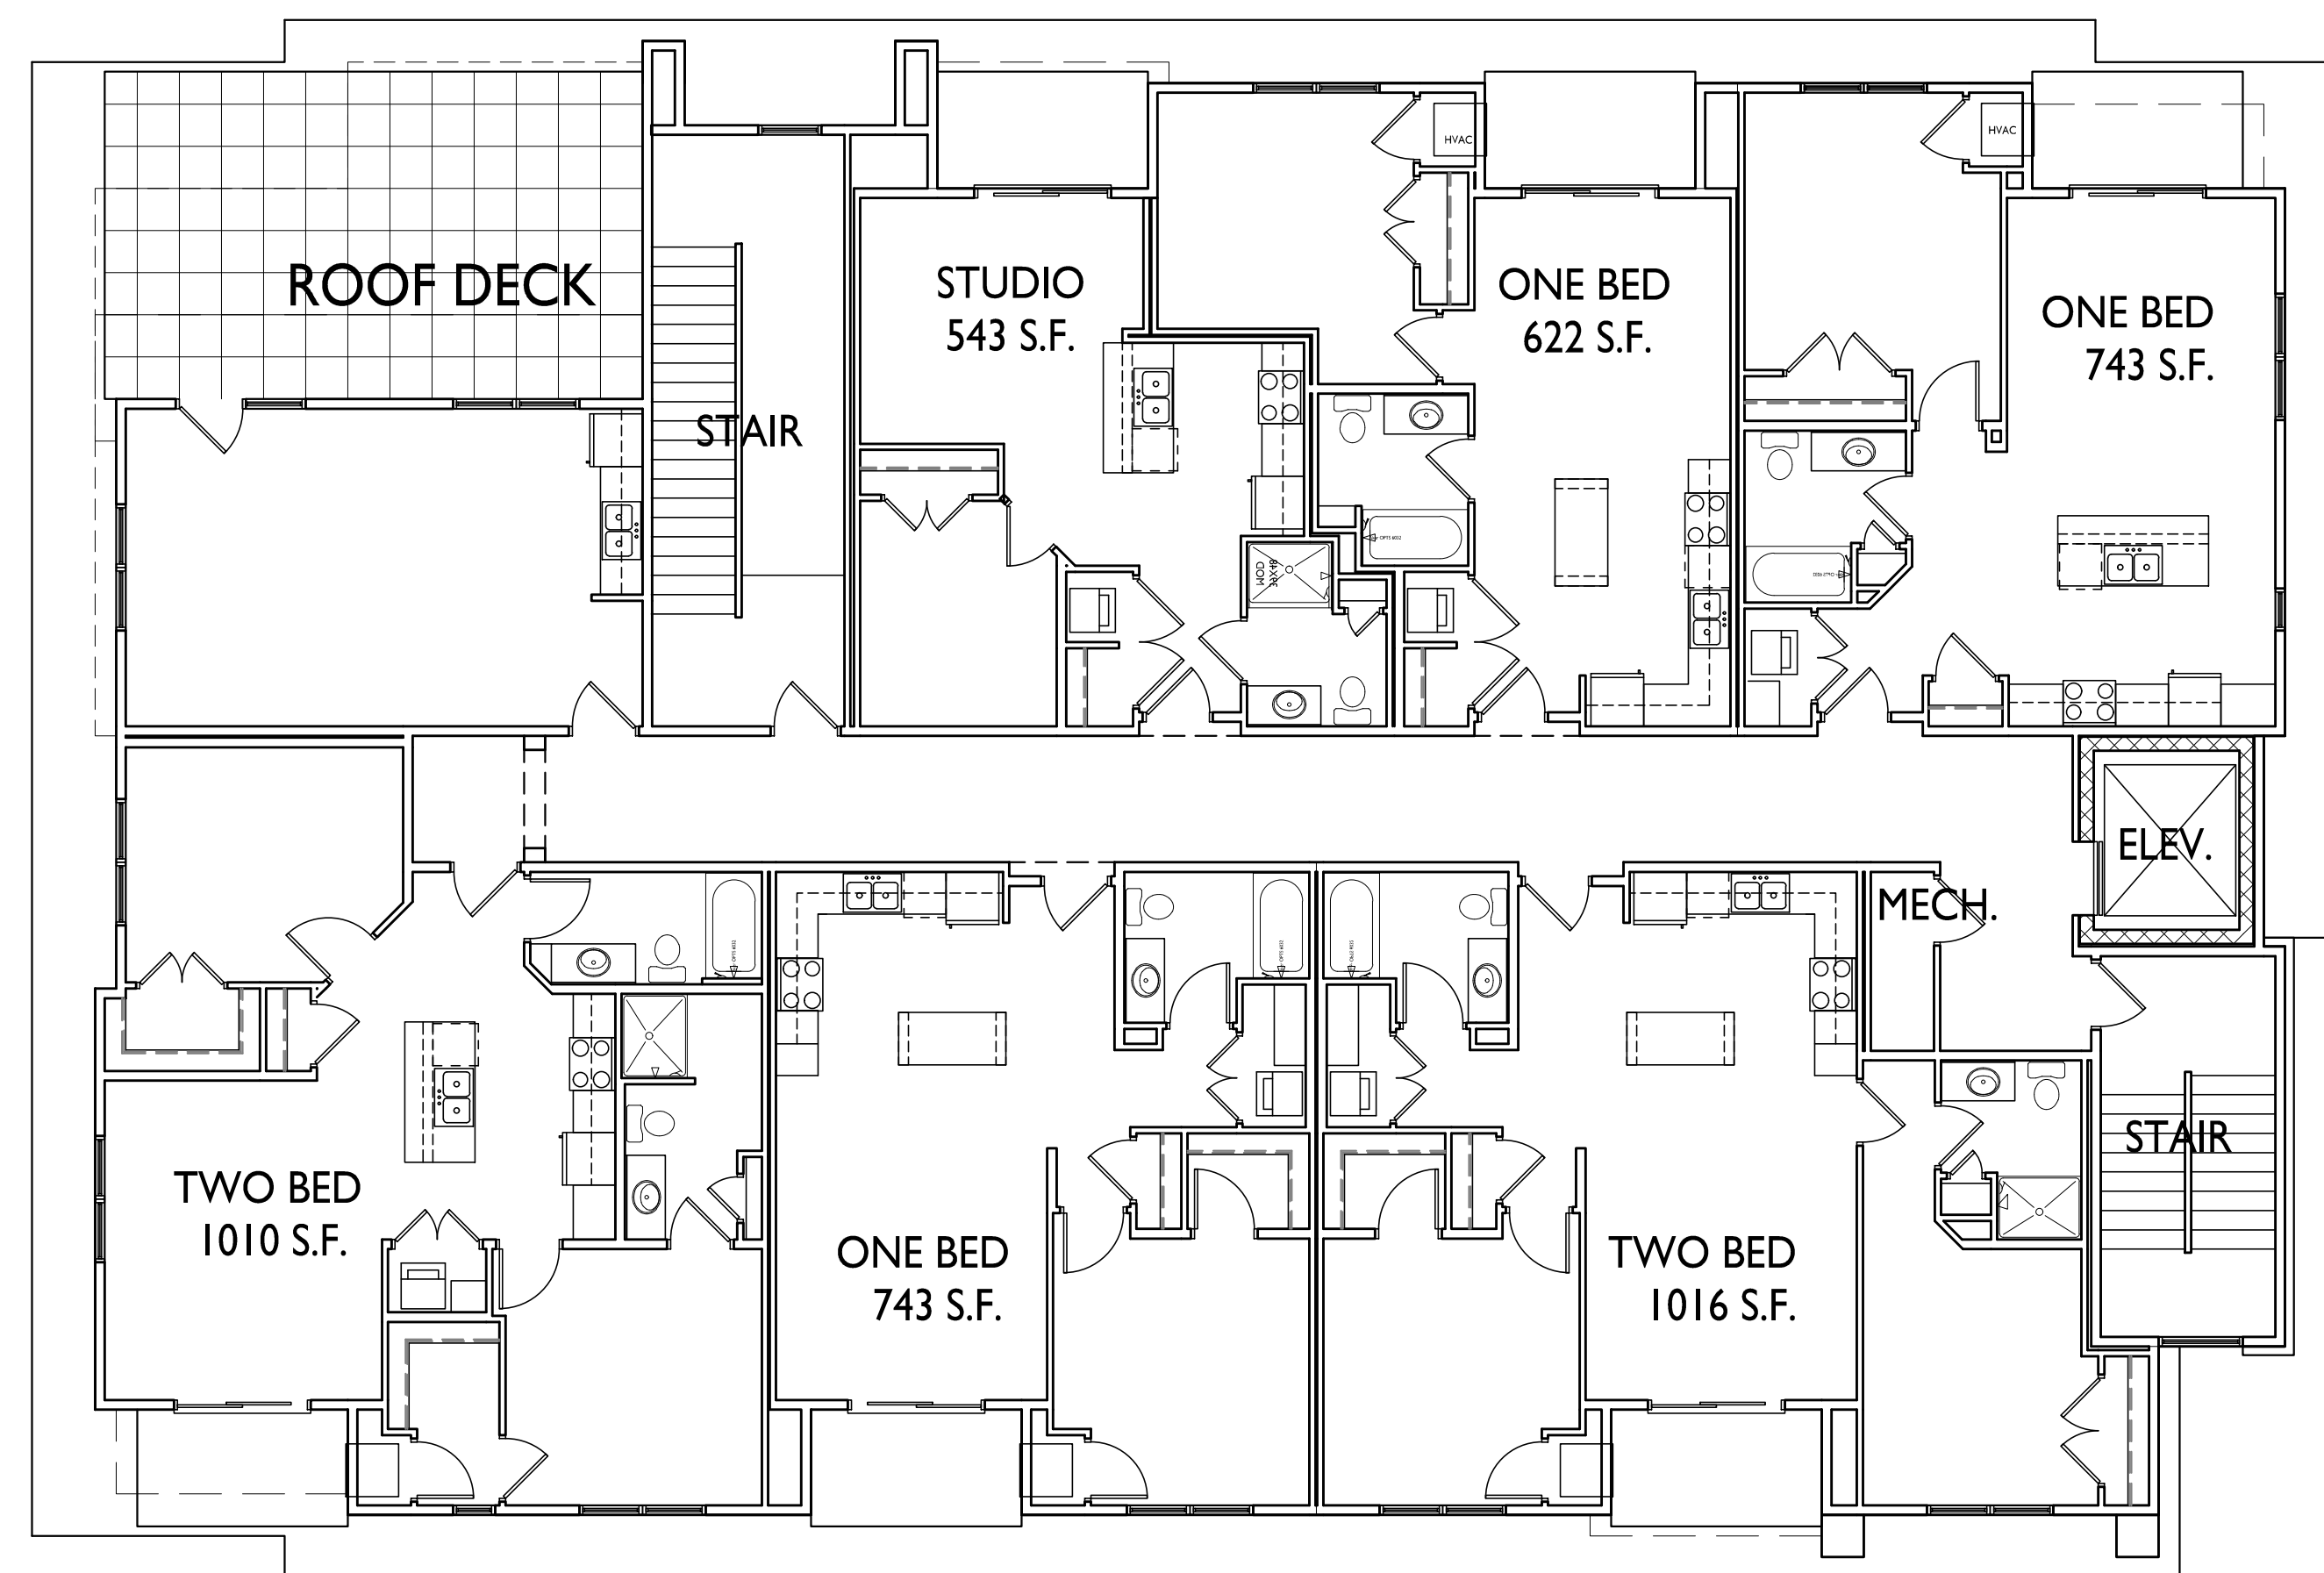 HVAC
HVAC
ROOF DECK
STUDIO
543 S.F.
ONE BED
622 S.F.
ONE BED
743 S.F.
STAIR
ELEV.
MECH.
STAIR
TWO BED
1010 S.F.
ONE BED
743 S.F.
TWO BED
1016 S.F.